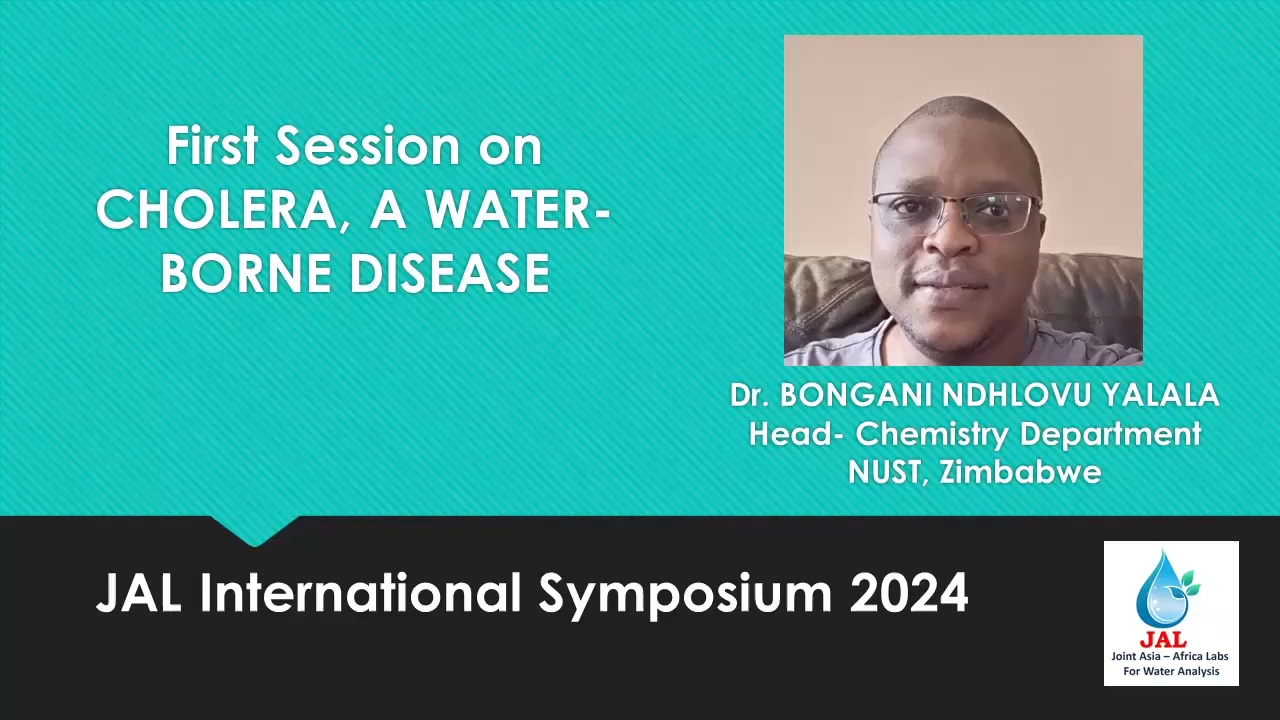 First Session on
CHOLERA, A WATER-
BORNE DISEASE
Dr. BONGANI NDHLOVU YALALA
Head- Chemistry Department
NUST, Zimbabwe
JAL International Symposium 2024
JAL
Joint Asia – Africa Labs
For Water Analysis